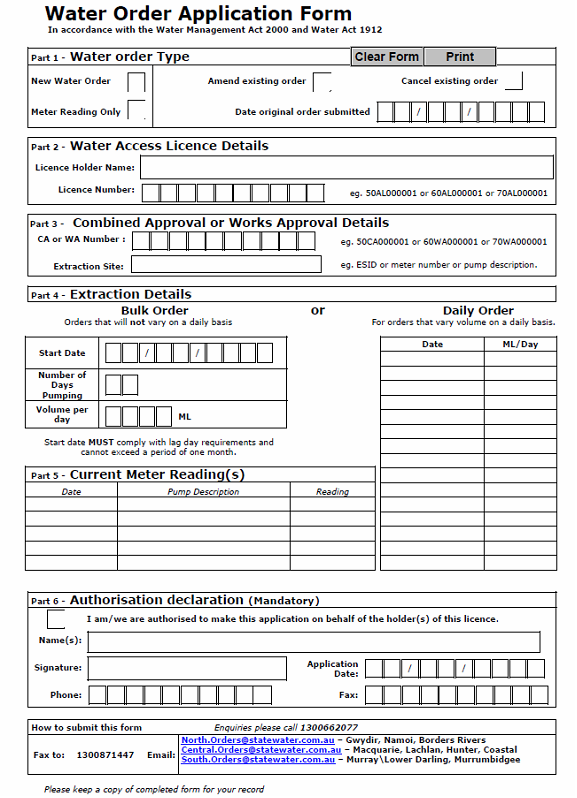 Water Order Application Form
In accordance with the Water Management Act 2000 and Water Act 1912
Part 1 - Water order Type
Clear Form
Print
New Water Order
Amend existing order
Cancel existing order
Meter Reading Only
Date original order submitted / /
Part 2 - Water Access Licence Details
Licence Holder Name:
Licence Number:
eg. 50AL000001 or 60AL000001 or 70AL000001
Part 3 - Combined Approval or Works Approval Details
CA or WA Number :
eg. 50CA000001 or 60WA000001 or 70WA000001
Extraction Site:
eg. ESID or meter number or pump description.
Part 4 - Extraction Details
Bulk Order or Daily Order
Orders that will not vary on a daily basis
For orders that vary volume on a daily basis.
Start Date / /
Date ML/Day
Number of
Days
Pumping
Volume per
day
ML
Start date MUST comply with lag day requirements and
cannot exceed a period of one month.
Part 5 - Current Meter Reading(s)
Date Pump Description Reading
Part 6 - Authorisation declaration (Mandatory)
I am/we are authorised to make this application on behalf of the holder(s) of this licence.
Name(s):
Signature:
Application
Date: / /
Phone:
Fax:
How to submit this form
Enquiries please call 1300662077
Fax to: 1300871447 Email:
North.Orders@statewater.com.au – Gwydir, Namoi, Borders Rivers
Central.Orders@statewater.com.au – Macquarie, Lachlan, Hunter, Coastal
South.Orders@statewater.com.au – Murray\Lower Darling, Murrumbidgee
Please keep a copy of completed form for your record